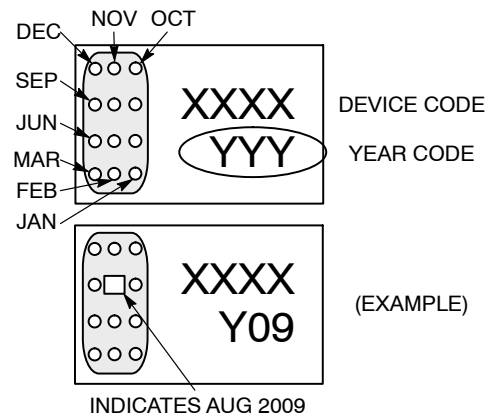 NOV OCT
DEC
SEP
JUN
MAR
FEB
JAN
XXXX DEVICE CODE
YYY YEAR CODE
XXXX
Y09
(EXAMPLE)
INDICATES AUG 2009